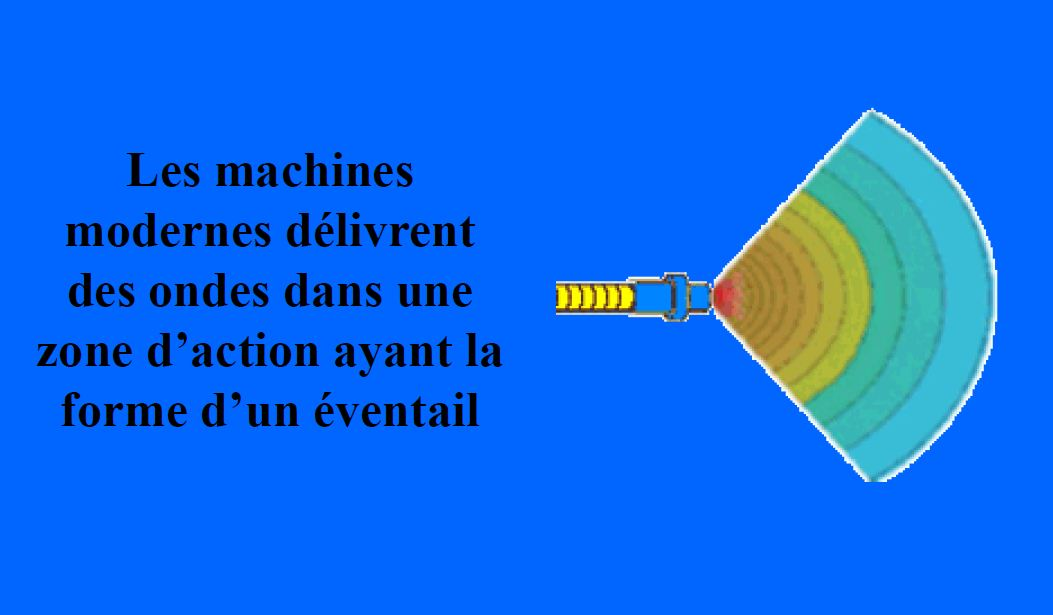 Les machines
modernes délivrent
des ondes dans une
zone d’action ayant la
forme d’un éventail